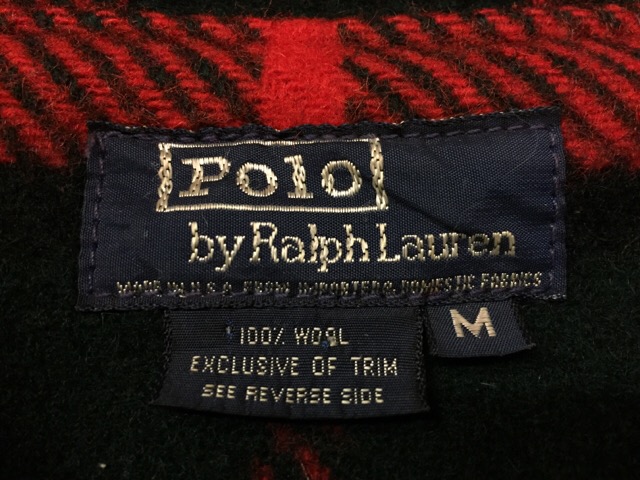 Polo
by Ralph Lauren
MADE IN U.S.A. FROM IMPORTED & DOMESTIC FABRICS
M
100% WOOL
EXCLUSIVE OF TRIM
SEE REVERSE SIDE